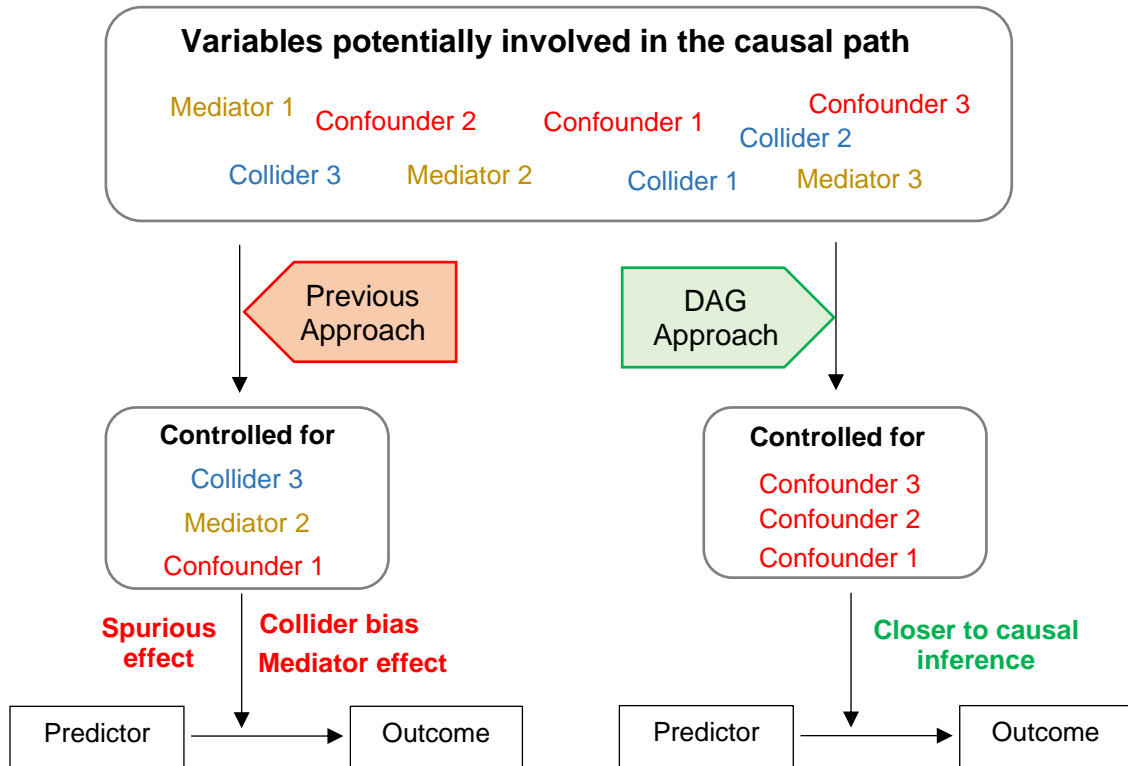 Variables potentially involved in the causal path
Mediator 1
Confounder 2
Confounder 1
Confounder 3
Collider 2
Collider 3
Mediator 2
Collider 1
Mediator 3
Previous
Approach
DAG
Approach
Controlled for
Collider 3
Mediator 2
Confounder 1
Controlled for
Confounder 3
Confounder 2
Confounder 1
Spurious
effect
Collider bias
Mediator effect
Closer to causal
inference
Predictor
Outcome
Predictor
Outcome